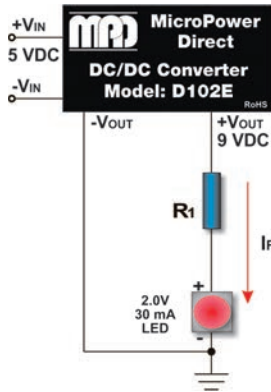 +VIN
5 VDC
-VIN
MPD
MicroPower
Direct
DC/DC Converter
Model: D102E
RoHS
-VOUT
+VOUT
9 VDC
R1
IF
+
2.0V
30 mA
LED
-